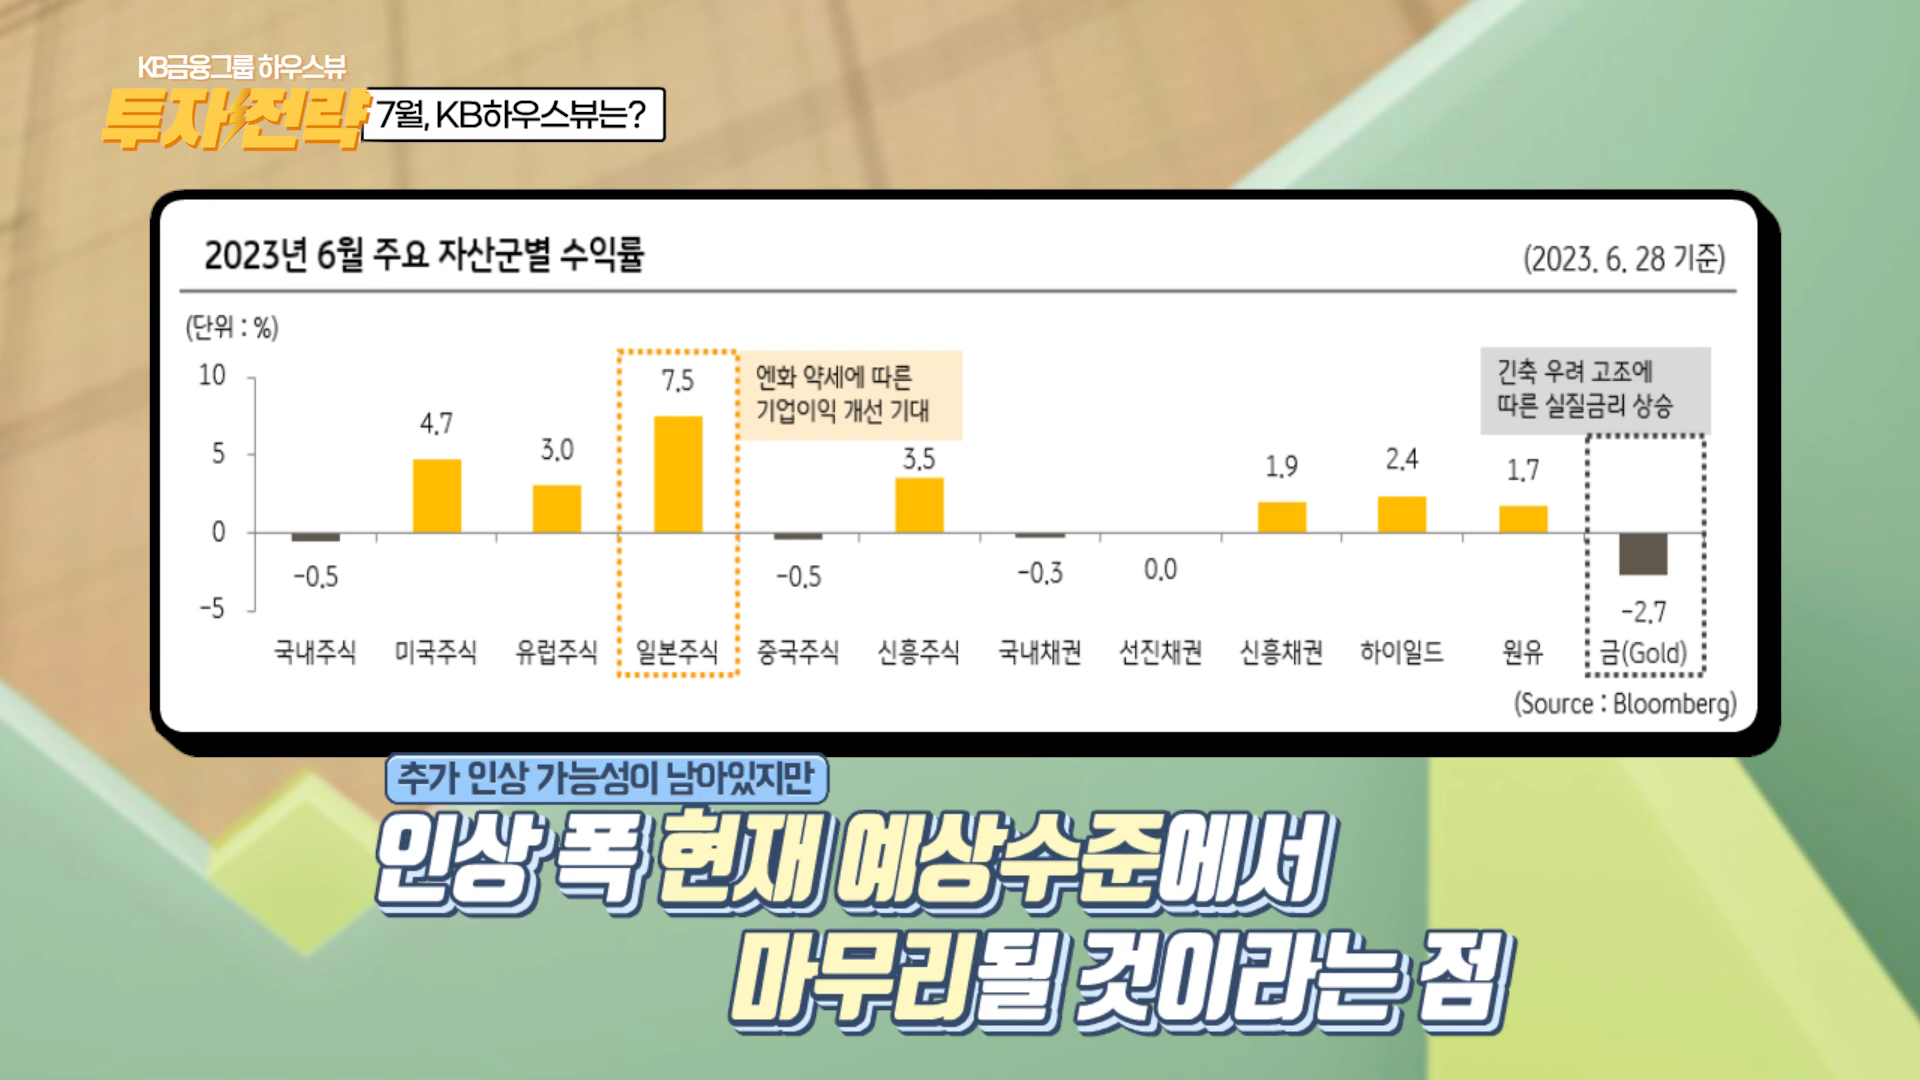 KB금융그룹 하우스뷰
투자전략
7월, KB하우스뷰는?
2023년 6월 주요 자산군별 수익률
(2023. 6. 28 기준)
(단위 : %)
10
5
0
-5
-0.5
4.7
3.0
7.5
-0.5
3.5
-0.3
0.0
1.9
2.4
1.7
-2.7
엔화 약세에 따른
기업이익 개선 기대
긴축 우려 고조에
따른 실질금리 상승
국내주식
미국주식
유럽주식
일본주식
중국주식
신흥주식
국내채권
선진채권
신흥채권
하이일드
원유
금(Gold)
(Source : Bloomberg)
추가 인상 가능성이 남아있지만
인상 폭 현재 예상수준에서
마무리될 것이라는 점